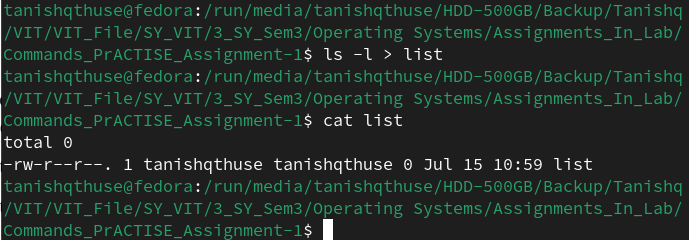 tanishqthuse@fedora:/run/media/tanishqthuse/HDD-500GB/Backup/Tanishq
/VIT/VIT_File/SY_VIT/3_SY_Sem3/Operating Systems/Assignments_In_Lab/
Commands_PrACTISE_Assignment-1$ ls -l > list
tanishqthuse@fedora:/run/media/tanishqthuse/HDD-500GB/Backup/Tanishq
/VIT/VIT_File/SY_VIT/3_SY_Sem3/Operating Systems/Assignments_In_Lab/
Commands_PrACTISE_Assignment-1$ cat list
total 0
-rw-r--r--. 1 tanishqthuse tanishqthuse 0 Jul 15 10:59 list
tanishqthuse@fedora:/run/media/tanishqthuse/HDD-500GB/Backup/Tanishq
/VIT/VIT_File/SY_VIT/3_SY_Sem3/Operating Systems/Assignments_In_Lab/
Commands_PrACTISE_Assignment-1$